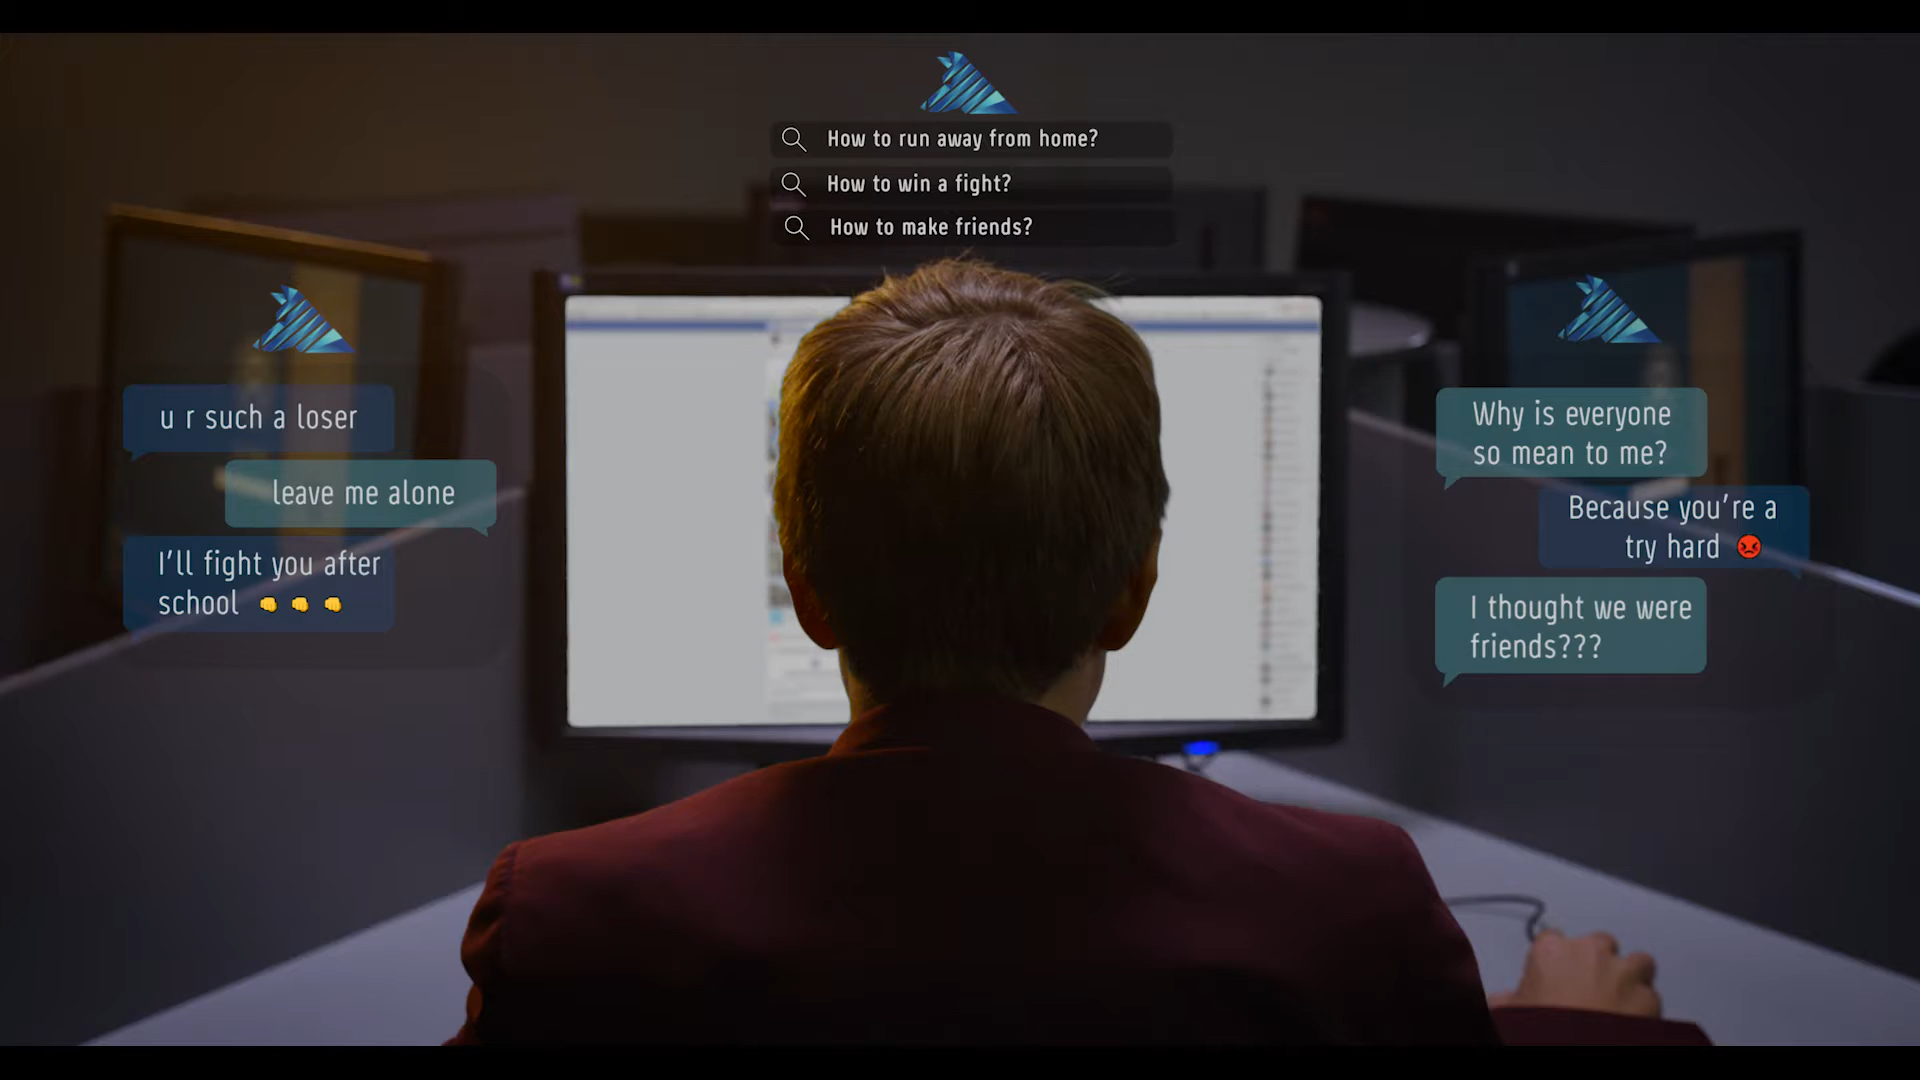 How to run away from home?
How to win a fight?
How to make friends?
u r such a loser
leave me alone
I'll fight you after
school 👊 👊 👊
Why is everyone
so mean to me?
Because you're a
try hard 😡
I thought we were
friends???